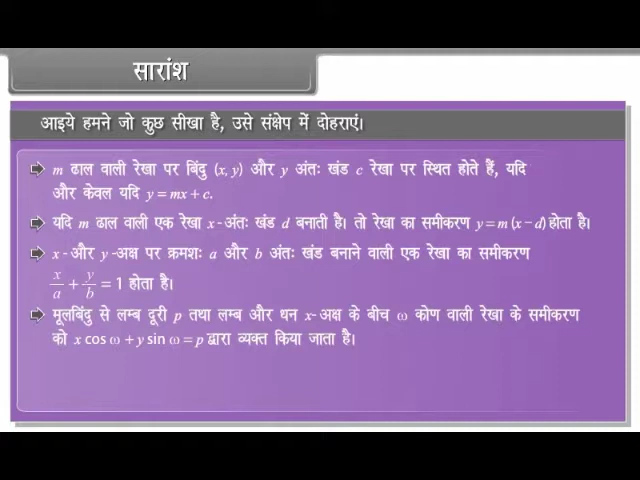 सारांश
आइये हमने जो कुछ सीखा है, उसे संक्षेप में दोहराएं।
m ढाल वाली रेखा पर बिंदु (x, y) और y अंतः खंड c रेखा पर स्थित होते हैं, यदि
और केवल यदि y = mx + c.
यदि m ढाल वाली एक रेखा x - अंतः खंड d बनाती है। तो रेखा का समीकरण y = m (x – d) होता है।
x - और y -अक्ष पर क्रमशः a और b अंतः खंड बनाने वाली एक रेखा का समीकरण
x/a + y/b = 1 होता है।
मूलबिंदु से लम्ब दूरी p तथा लम्ब और धन x- अक्ष के बीच ω कोण वाली रेखा के समीकरण
को x cos ω + y sin ω = p द्वारा व्यक्त किया जाता है।